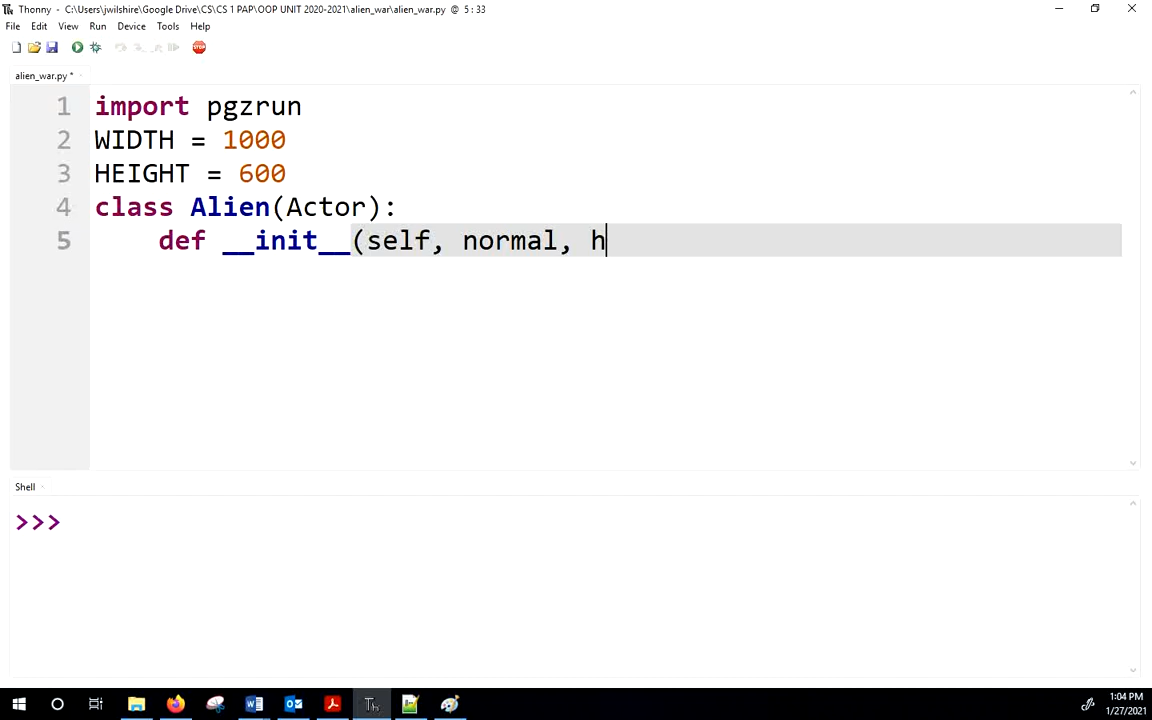 Thonny - C:\Users\jwilshire\Google Drive\CS\CS 1 PAP\OOP UNIT 2020-2021\alien_war\alien_war.py @ 5 : 33
File Edit View Run Device Tools Help
STOP
alien_war.py *
1 import pgzrun
2 WIDTH = 1000
3 HEIGHT = 600
4 class Alien(Actor):
5 def __init__(self, normal, h
Shell
>>>
1:04 PM
1/27/2021